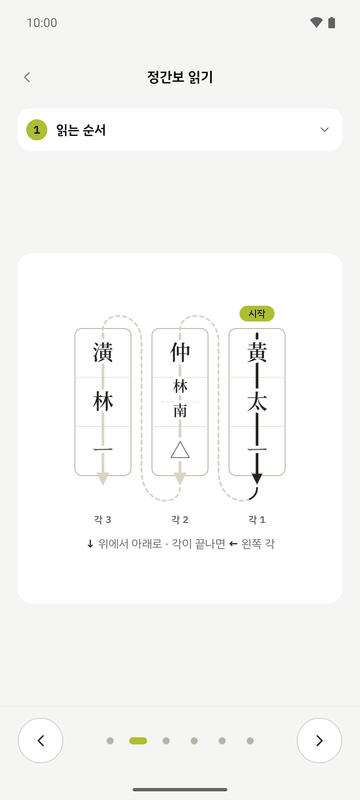 10:00
정간보 읽기
1 읽는 순서
시작
潢 仲 黃
林
林 太
南
一 △ 一
각 3 각 2 각 1
↓ 위에서 아래로 · 각이 끝나면 ← 왼쪽 각